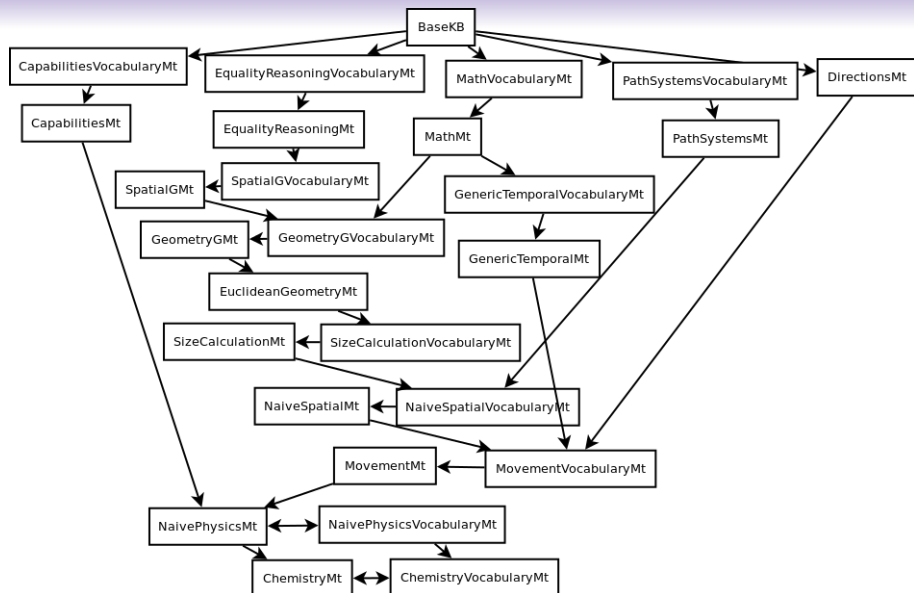 BaseKB
CapabilitiesVocabularyMt
EqualityReasoningVocabularyMt
MathVocabularyMt
PathSystemsVocabularyMt
DirectionsMt
CapabilitiesMt
EqualityReasoningMt
MathMt
PathSystemsMt
SpatialGMt
SpatialGVocabularyMt
GenericTemporalVocabularyMt
GeometryGMt
GeometryGVocabularyMt
GenericTemporalMt
EuclideanGeometryMt
SizeCalculationMt
SizeCalculationVocabularyMt
NaiveSpatialMt
NaiveSpatialVocabularyMt
MovementMt
MovementVocabularyMt
NaivePhysicsMt
NaivePhysicsVocabularyMt
ChemistryMt
ChemistryVocabularyMt